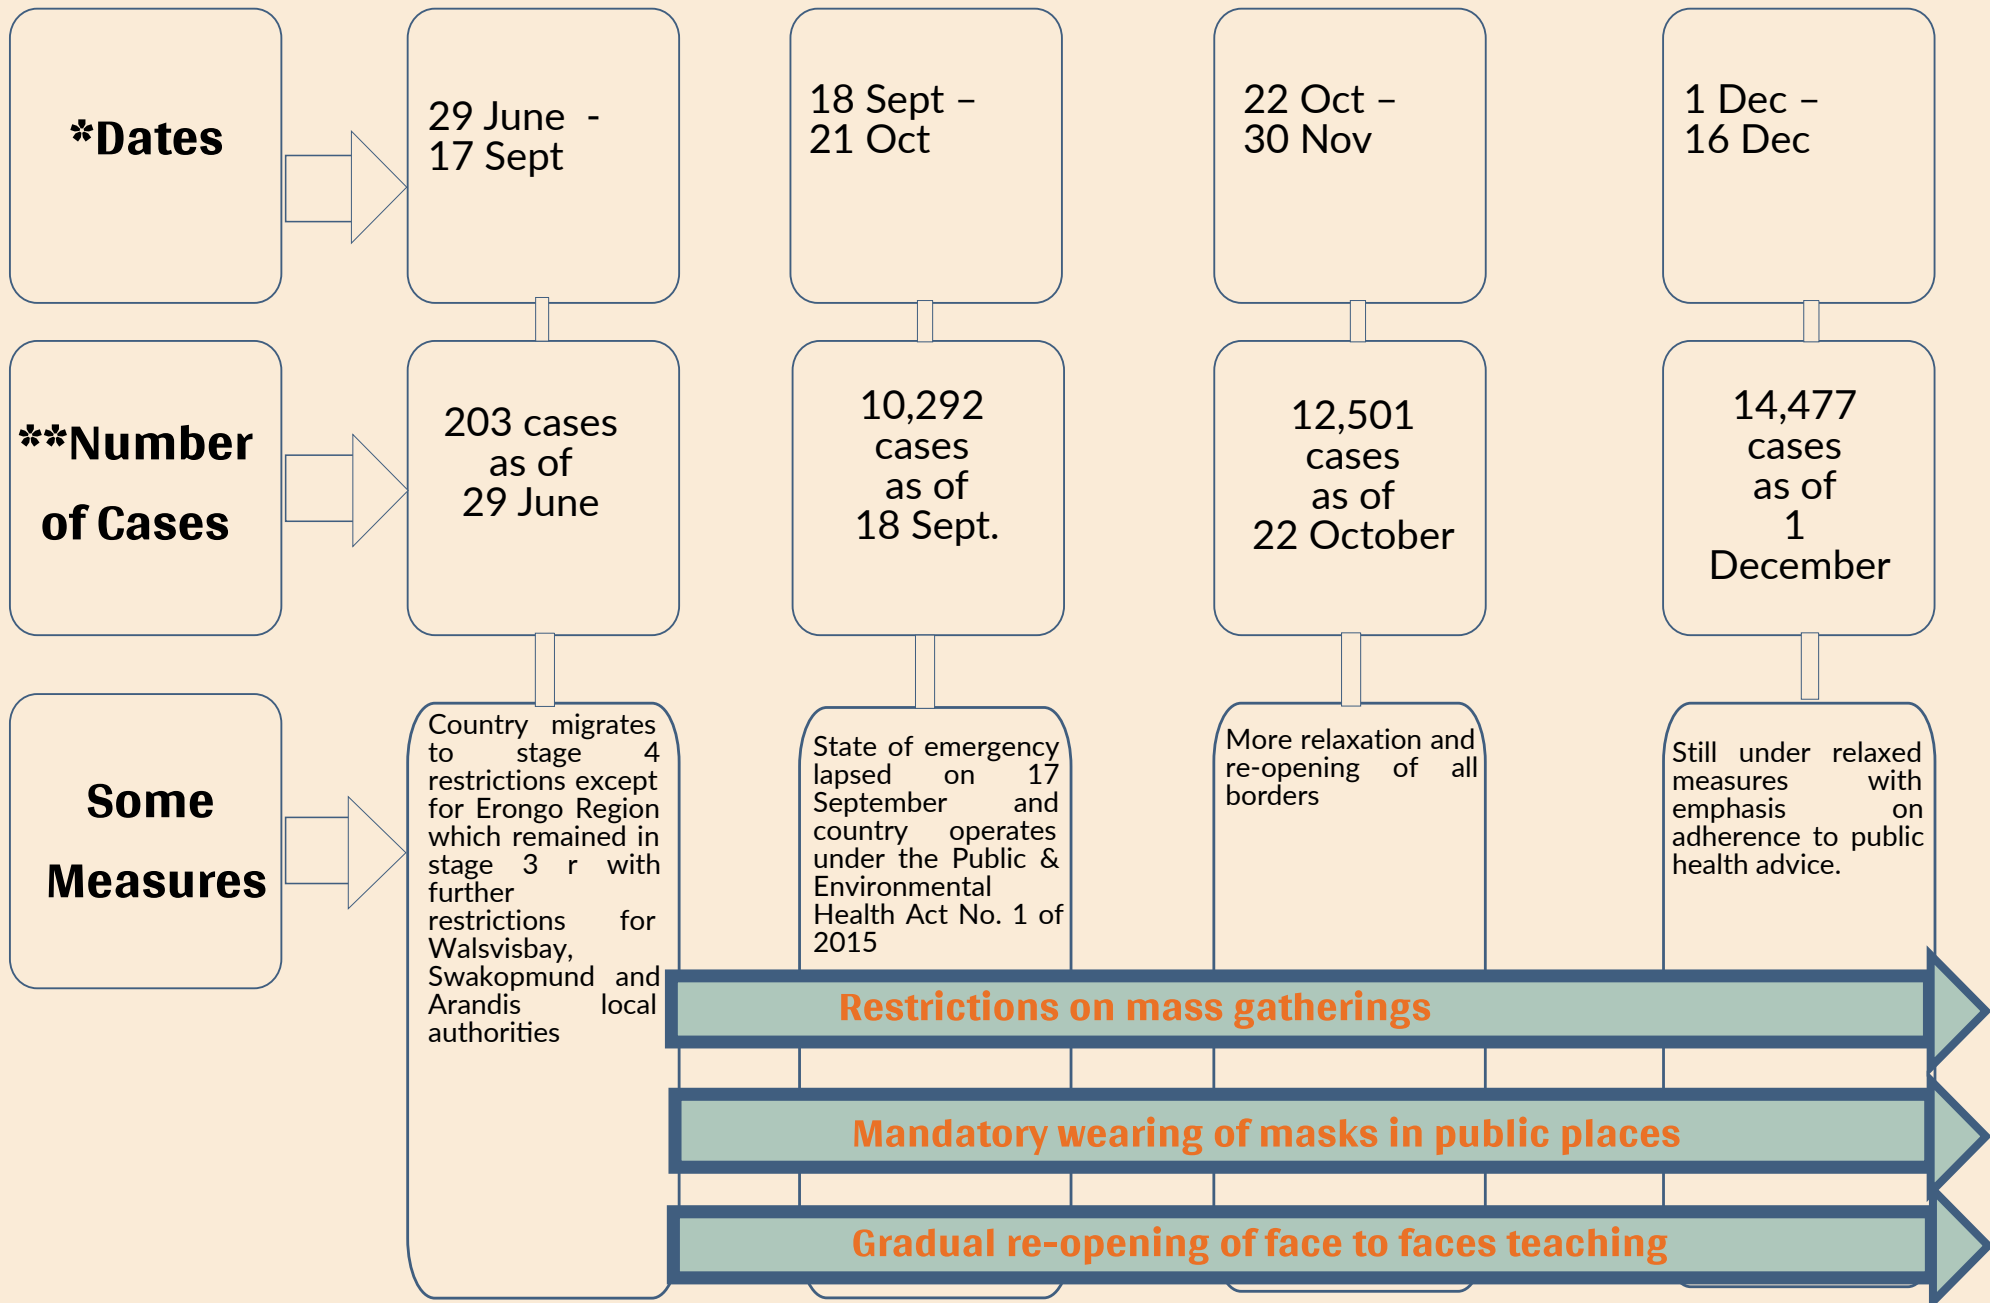 *Dates
29 June -
17 Sept
18 Sept –
21 Oct
22 Oct –
30 Nov
1 Dec –
16 Dec
**Number
of Cases
203 cases
as of
29 June
10,292
cases
as of
18 Sept.
12,501
cases
as of
22 October
14,477
cases
as of
1
December
Some
Measures
Country migrates
to stage 4
restrictions except
for Erongo Region
which remained in
stage 3 r with
further
restrictions for
Walsvisbay,
Swakopmund and
Arandis local
authorities
State of emergency
lapsed on 17
September and
country operates
under the Public &
Environmental
Health Act No. 1 of
2015
More relaxation and
re-opening of all
borders
Still under relaxed
measures with
emphasis on
adherence to public
health advice.
Restrictions on mass gatherings
Mandatory wearing of masks in public places
Gradual re-opening of face to faces teaching